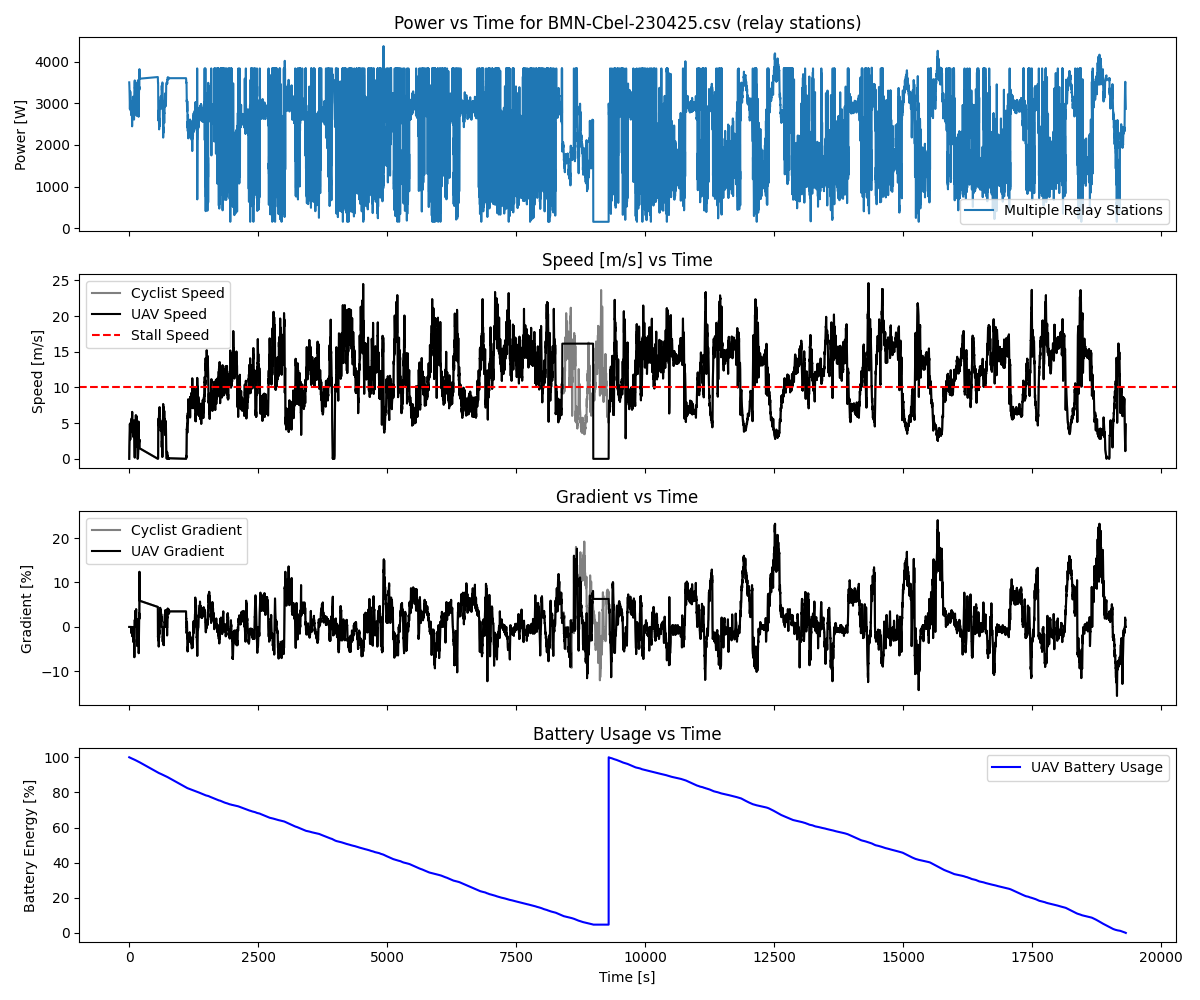 Power vs Time for BMN-Cbel-230425.csv (relay stations)
4000
3000
2000
1000
0
Power [W]
Multiple Relay Stations
Speed [m/s] vs Time
25
20
15
10
5
0
Speed [m/s]
Cyclist Speed
UAV Speed
Stall Speed
Gradient vs Time
20
10
0
−10
Gradient [%]
Cyclist Gradient
UAV Gradient
Battery Usage vs Time
100
80
60
40
20
0
Battery Energy [%]
UAV Battery Usage
0 2500 5000 7500 10000 12500 15000 17500 20000
Time [s]